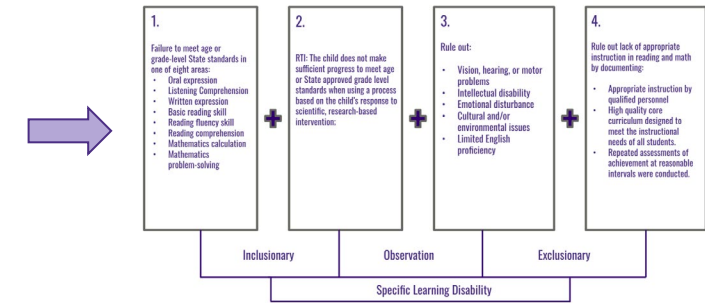 1.
Failure to meet age or
grade-level State standards in
one of eight areas:
• Oral expression
• Listening Comprehension
• Written expression
• Basic reading skill
• Reading fluency skill
• Reading comprehension
• Mathematics calculation
• Mathematics
problem-solving
2.
RTI: The child does not make
sufficient progress to meet age
or State approved grade level
standards when using a process
based on the child's response to
scientific, research-based
intervention:
3.
Rule out:
• Vision, hearing, or motor
problems
• Intellectual disability
• Emotional disturbance
• Cultural and/or
environmental issues
• Limited English
proficiency
4.
Rule out lack of appropriate
instruction in reading and math
by documenting:
• Appropriate instruction by
qualified personnel
• High quality core
curriculum designed to
meet the instructional
needs of all students.
• Repeated assessments of
achievement at reasonable
intervals were conducted.
Inclusionary
Observation
Exclusionary
Specific Learning Disability